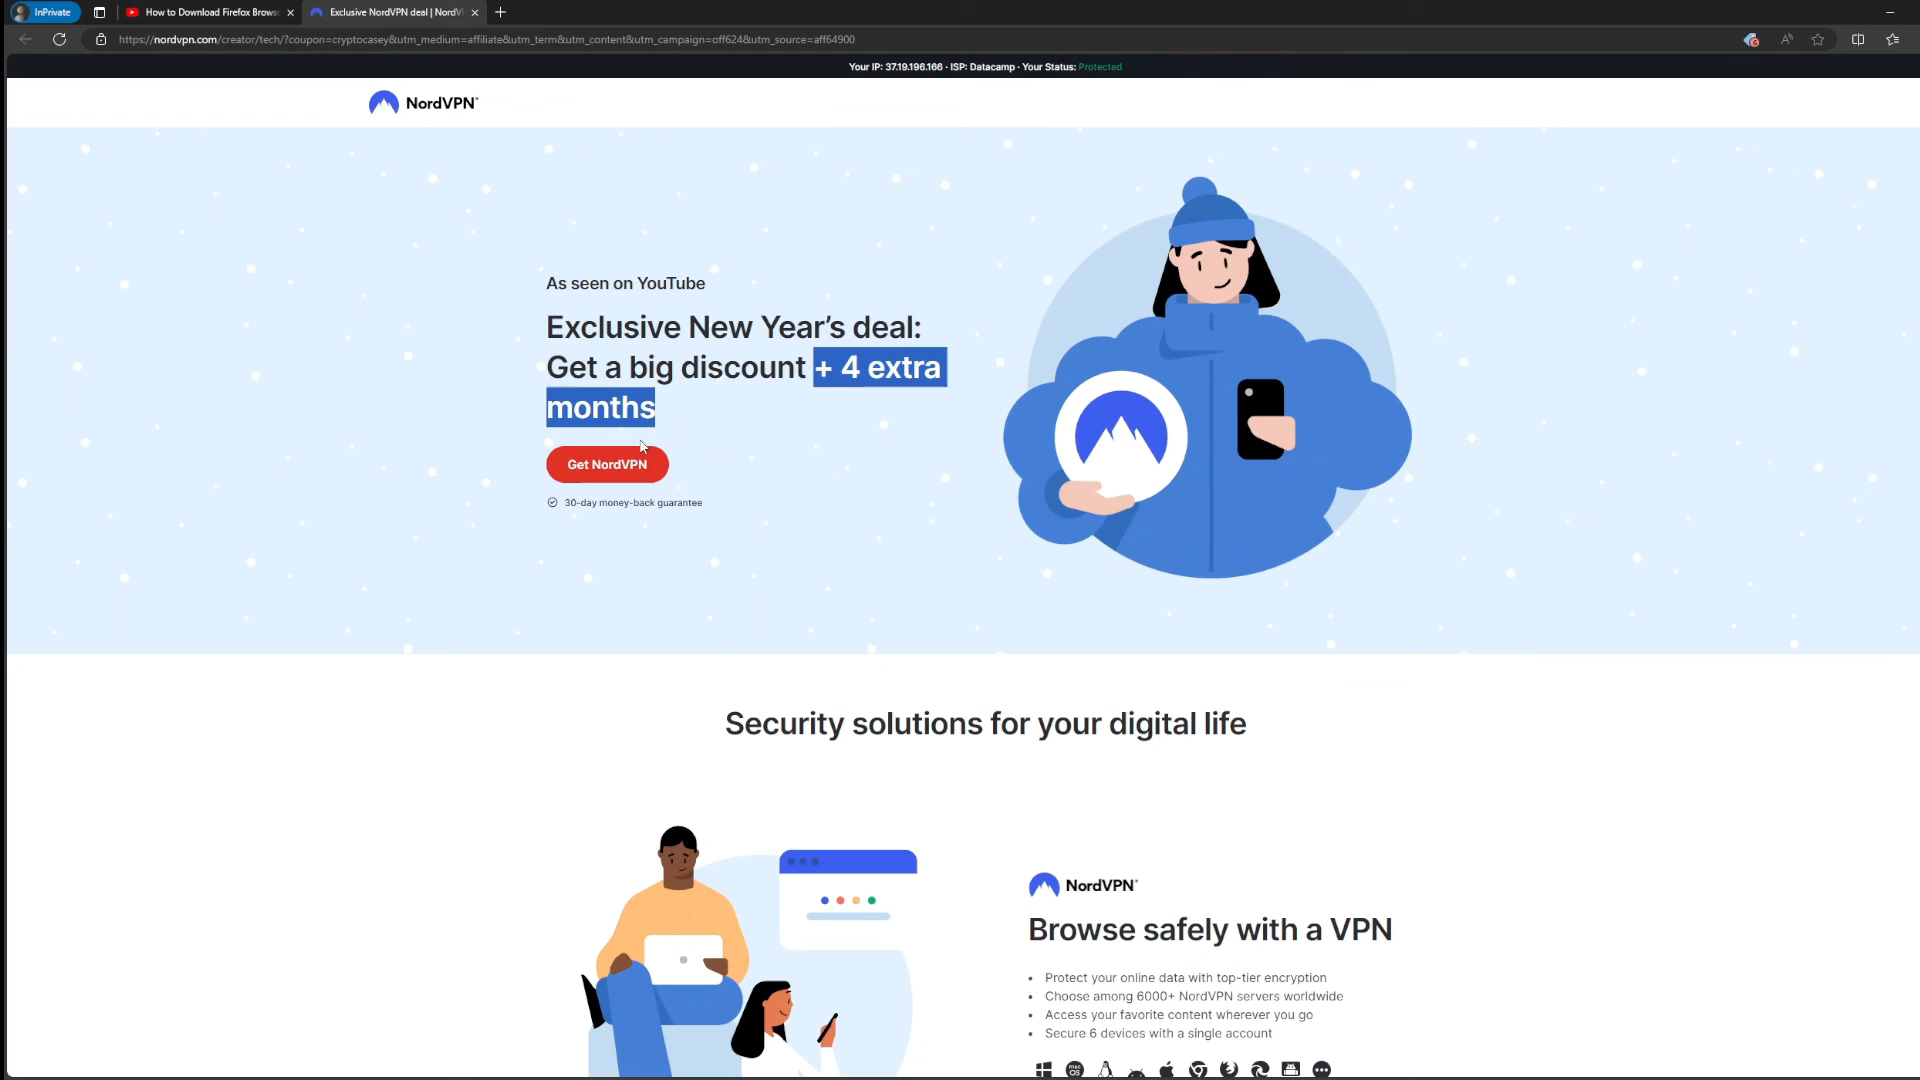 InPrivate
How to Download Firefox Brows
Exclusive NordVPN deal | NordV
https://nordvpn.com/creator/tech/?coupon=cryptocasey&utm_medium=affiliate&utm_term&utm_content&utm_campaign=off624&utm_source=aff64900
Your IP: 37.19.196.166 · ISP: Datacamp · Your Status: Protected
NordVPN®
As seen on YouTube
Exclusive New Year's deal:
Get a big discount + 4 extra
months
Get NordVPN
30-day money-back guarantee
Security solutions for your digital life
NordVPN®
Browse safely with a VPN
• Protect your online data with top-tier encryption
• Choose among 6000+ NordVPN servers worldwide
• Access your favorite content wherever you go
• Secure 6 devices with a single account
mac OS